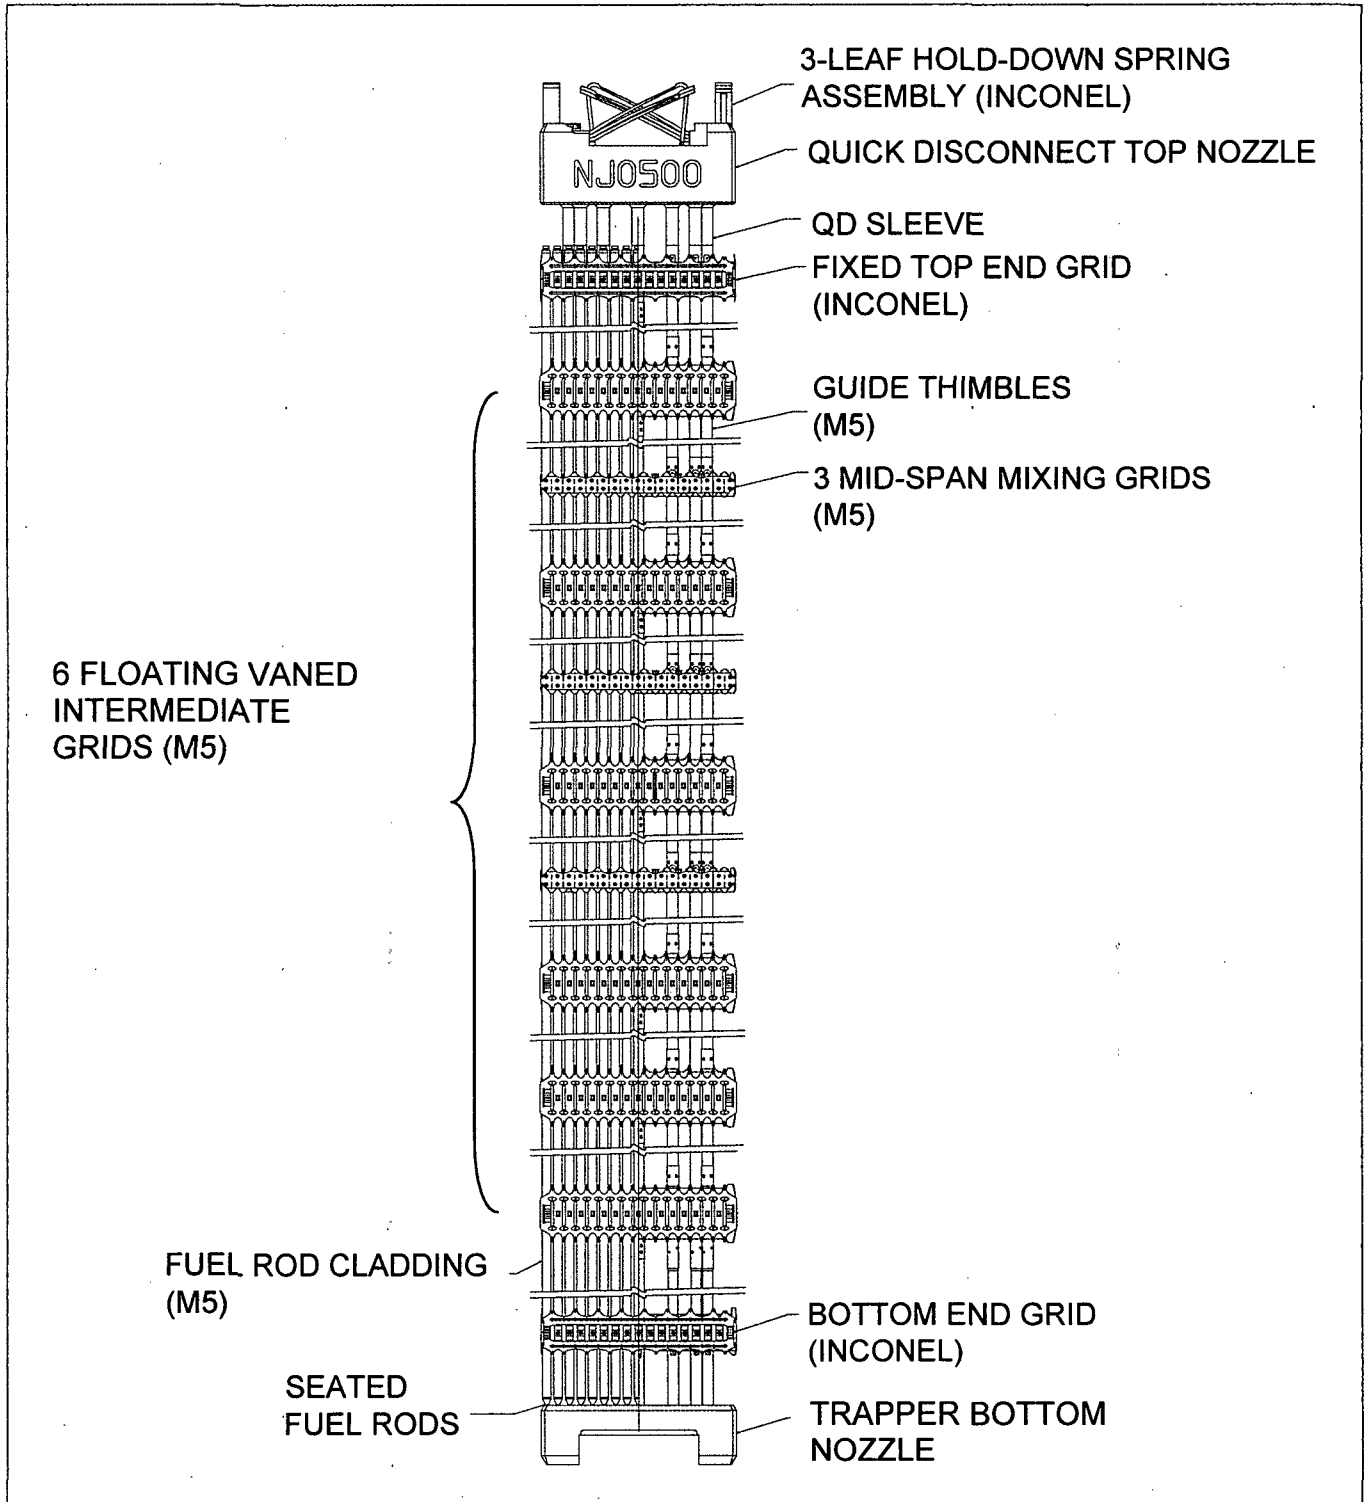 3-LEAF HOLD-DOWN SPRING
ASSEMBLY (INCONEL)
QUICK DISCONNECT TOP NOZZLE
NJ0500
QD SLEEVE
FIXED TOP END GRID
(INCONEL)
GUIDE THIMBLES
(M5)
3 MID-SPAN MIXING GRIDS
(M5)
6 FLOATING VANED
INTERMEDIATE
GRIDS (M5)
FUEL ROD CLADDING
(M5)
BOTTOM END GRID
(INCONEL)
SEATED
FUEL RODS
TRAPPER BOTTOM
NOZZLE